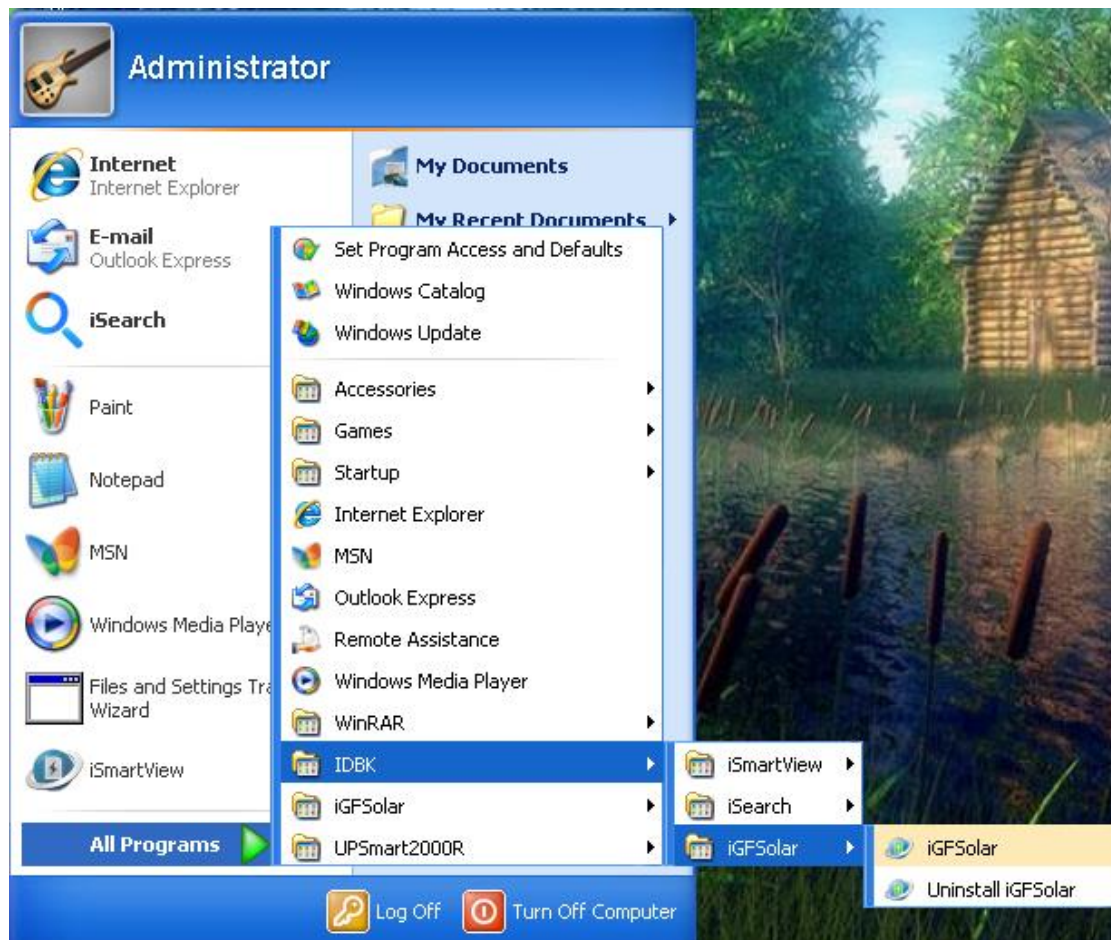 Administrator
Internet
Internet Explorer
E-mail
Outlook Express
iSearch
Paint
Notepad
MSN
Windows Media Playe
Files and Settings Tra
Wizard
iSmartView
All Programs
My Documents
My Recent Documents
Set Program Access and Defaults
Windows Catalog
Windows Update
Accessories
Games
Startup
Internet Explorer
MSN
Outlook Express
Remote Assistance
Windows Media Player
WinRAR
IDBK
iGFSolar
UPSmart2000R
iSmartView
iSearch
iGFSolar
iGFSolar
Uninstall iGFSolar
Log Off
Turn Off Computer